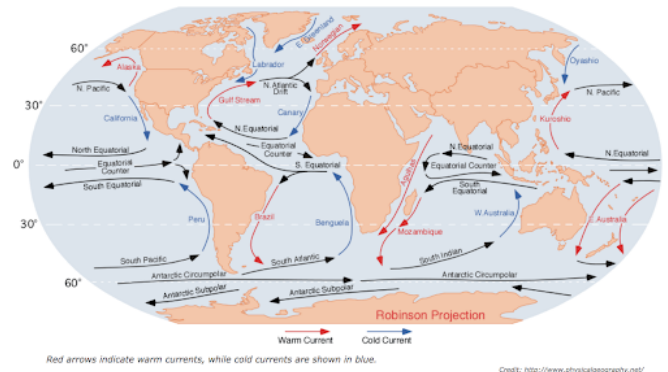 60°
30°
0°
30°
60°
Alaska
N. Pacific
California
North Equatorial
Equatorial
Counter
South Equatorial
Peru
South Pacific
Antarctic Circumpolar
Antarctic Subpolar
Labrador
E. Greenland
Norwegian
N. Atlantic
Drift
Gulf Stream
Canary
N. Equatorial
Equatorial
Counter
S. Equatorial
Brazil
Benguela
South Atlantic
Antarctic Subpolar
Agulhas
Mozambique
N. Equatorial
Equatorial Counter
South
Equatorial
W. Australia
South Indian
Antarctic Circumpolar
Oyashio
N. Pacific
Kuroshio
N. Equatorial
E. Australia
Robinson Projection
Warm Current
Cold Current
Red arrows indicate warm currents, while cold currents are shown in blue.
Credit: http://www.physicalgeography.net/